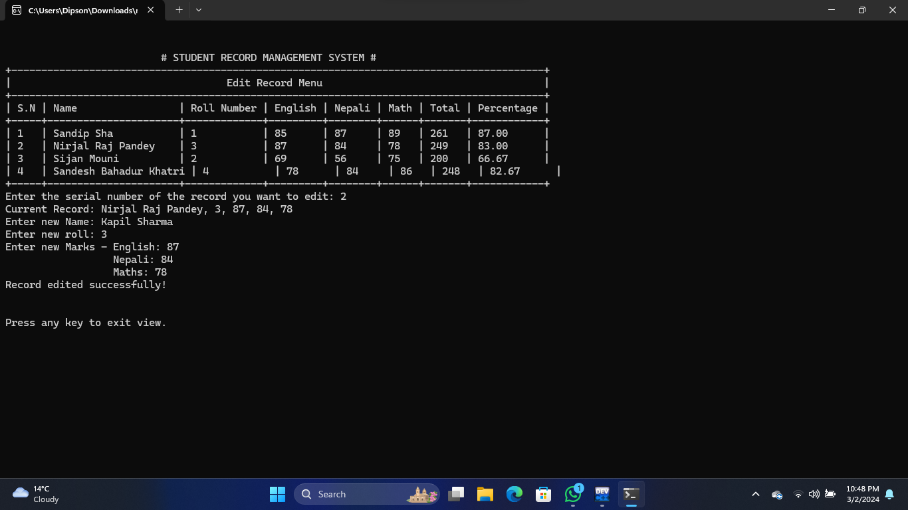 C:\Users\Dipson\Downloads\
# STUDENT RECORD MANAGEMENT SYSTEM #
+-----------------------------------------------------------------------------------------+
| Edit Record Menu |
+-----------------------------------------------------------------------------------------+
| S.N | Name | Roll Number | English | Nepali | Math | Total | Percentage |
+-----+----------------------+-------------+---------+--------+------+-------+------------+
| 1 | Sandip Sha | 1 | 85 | 87 | 89 | 261 | 87.00 |
| 2 | Nirjal Raj Pandey | 3 | 87 | 84 | 78 | 249 | 83.00 |
| 3 | Sijan Mouni | 2 | 69 | 56 | 75 | 200 | 66.67 |
| 4 | Sandesh Bahadur Khatri | 4 | 78 | 84 | 86 | 248 | 82.67 |
+-----+----------------------+-------------+---------+--------+------+-------+------------+
Enter the serial number of the record you want to edit: 2
Current Record: Nirjal Raj Pandey, 3, 87, 84, 78
Enter new Name: Kapil Sharma
Enter new roll: 3
Enter new Marks - English: 87
Nepali: 84
Maths: 78
Record edited successfully!
Press any key to exit view.
14°C
Cloudy
Search
1
DEV
10:48 PM
3/2/2024